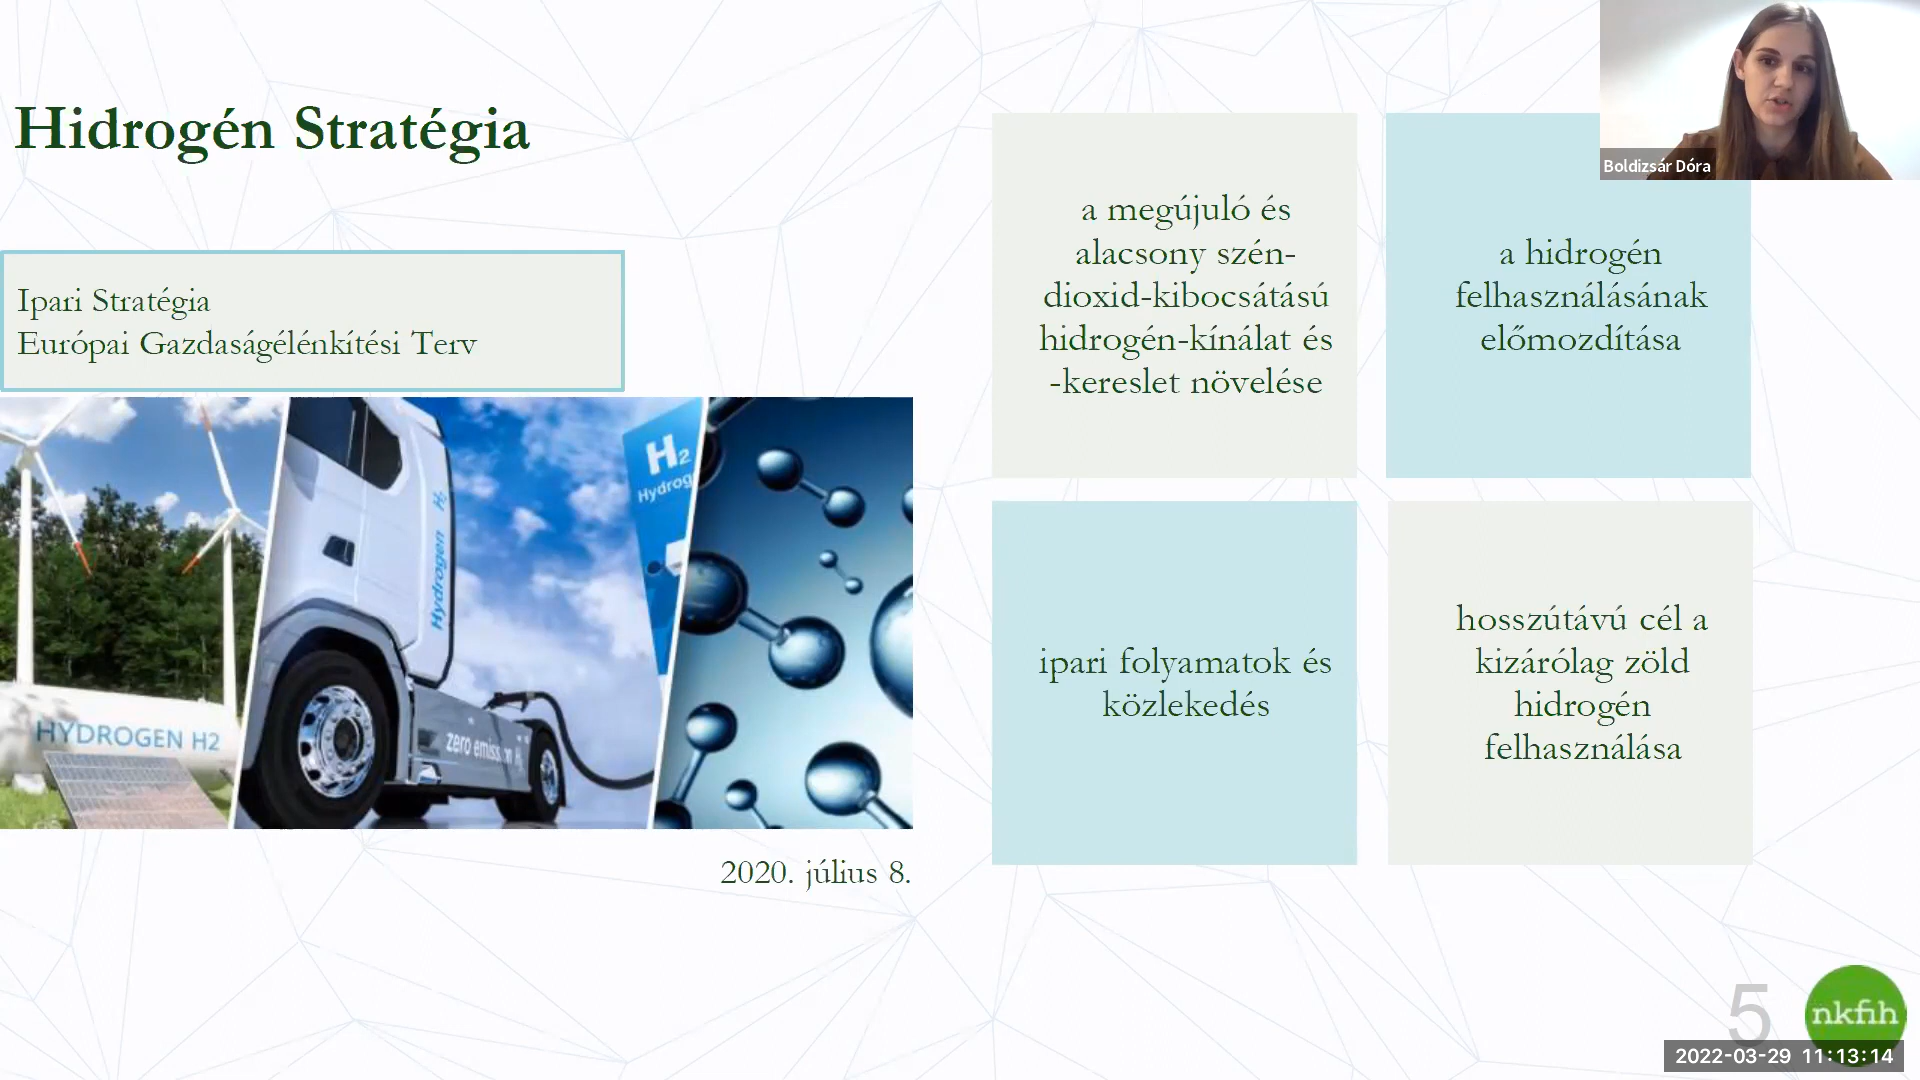 Hidrogén Stratégia
Ipari Stratégia
Európai Gazdaságélénkítési Terv
HYDROGEN H2
Hydrogen H2
zero emiss
H2
2020. július 8.
a megújuló és
alacsony szén-
dioxid-kibocsátású
hidrogén-kínálat és
-kereslet növelése
a hidrogén
felhasználásának
előmozdítása
ipari folyamatok és
közlekedés
hosszútávú cél a
kizárólag zöld
hidrogén
felhasználása
Boldizsár Dóra
5
nkfih
2022-03-29 11:13:14